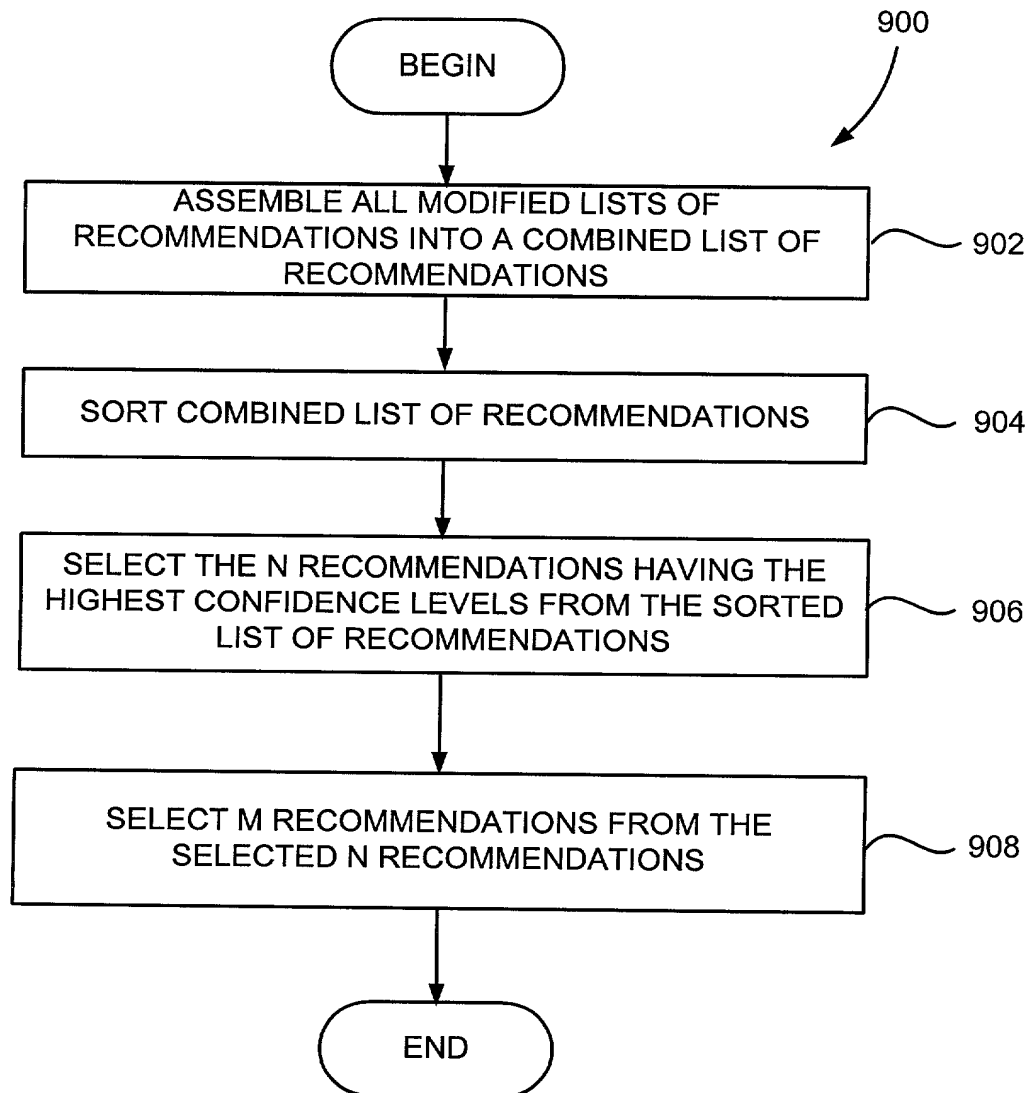 900
BEGIN
ASSEMBLE ALL MODIFIED LISTS OF
RECOMMENDATIONS INTO A COMBINED LIST OF
RECOMMENDATIONS
902
SORT COMBINED LIST OF RECOMMENDATIONS
904
SELECT THE N RECOMMENDATIONS HAVING THE
HIGHEST CONFIDENCE LEVELS FROM THE SORTED
LIST OF RECOMMENDATIONS
906
SELECT M RECOMMENDATIONS FROM THE
SELECTED N RECOMMENDATIONS
908
END